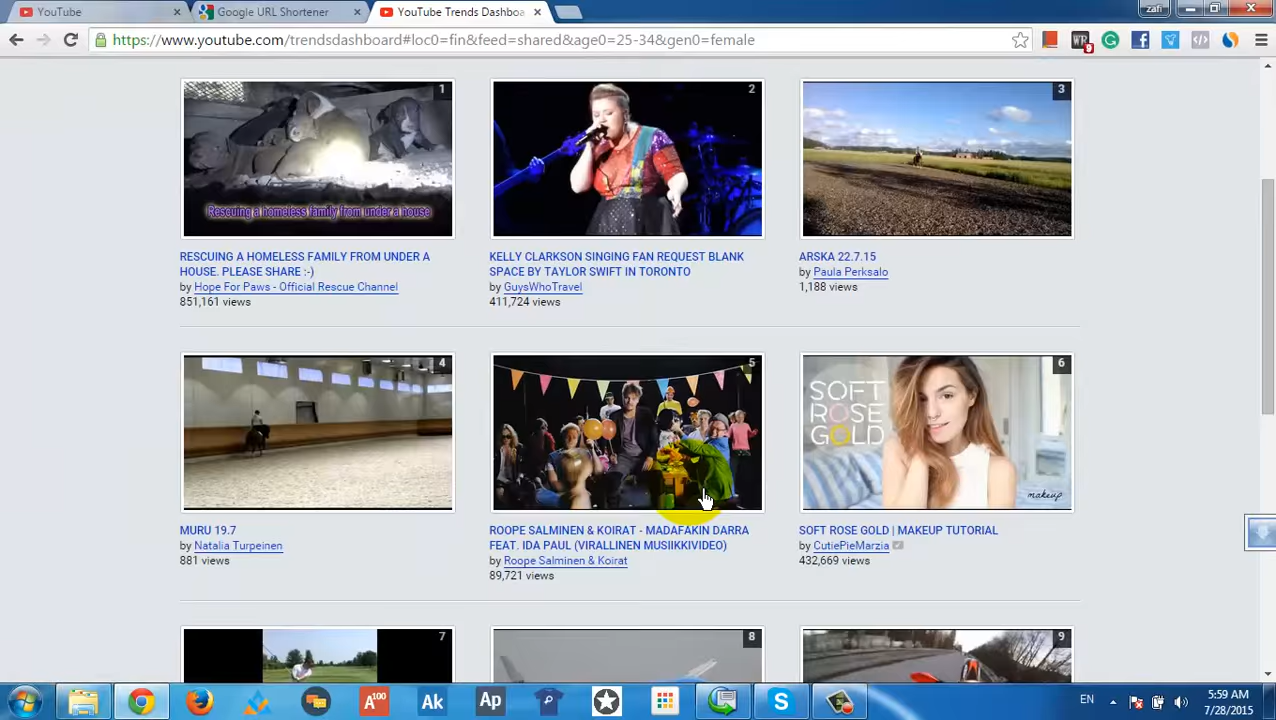 YouTube
Google URL Shortener
YouTube Trends Dashboa
zafi
https://www.youtube.com/trendsdashboard#loc0=fin&feed=shared&age0=25-34&gen0=female
WR
9
1
Rescuing a homeless family from under a house
2
3
RESCUING A HOMELESS FAMILY FROM UNDER A
HOUSE. PLEASE SHARE :-)
by Hope For Paws - Official Rescue Channel
851,161 views
KELLY CLARKSON SINGING FAN REQUEST BLANK
SPACE BY TAYLOR SWIFT IN TORONTO
by GuysWhoTravel
411,724 views
ARSKA 22.7.15
by Paula Perksalo
1,188 views
4
5
6
SOFT
ROSE
GOLD
makeup
MURU 19.7
by Natalia Turpeinen
881 views
ROOPE SALMINEN & KOIRAT - MADAFAKIN DARRA
FEAT. IDA PAUL (VIRALLINEN MUSIIKKIVIDEO)
by Roope Salminen & Koirat
89,721 views
SOFT ROSE GOLD | MAKEUP TUTORIAL
by CutiePieMarzia
432,669 views
7
8
9
A100
Ak
Ap
EN
5:59 AM
7/28/2015